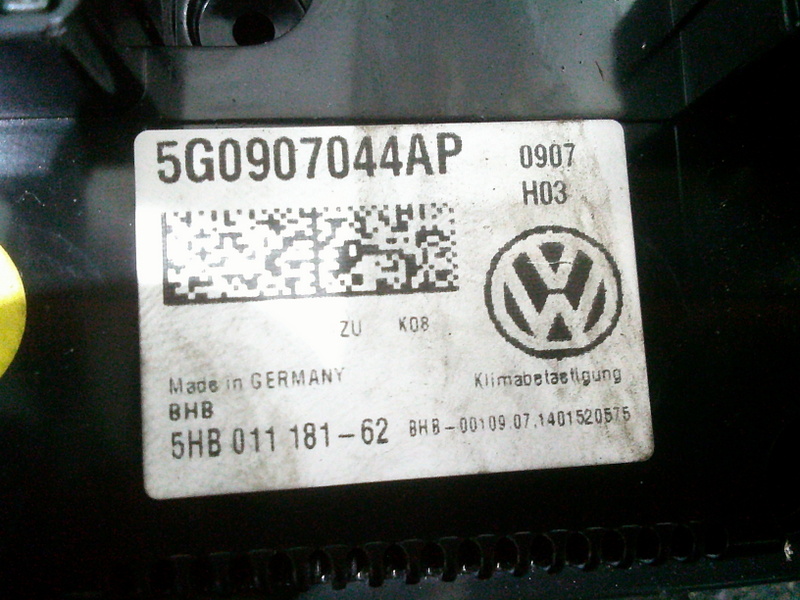 5G0907044AP
0907
H03
ZU K08
Made in GERMANY
Klimabetaetigung
BHB
5HB 011 181-62
BHB-00109.07.1401520575